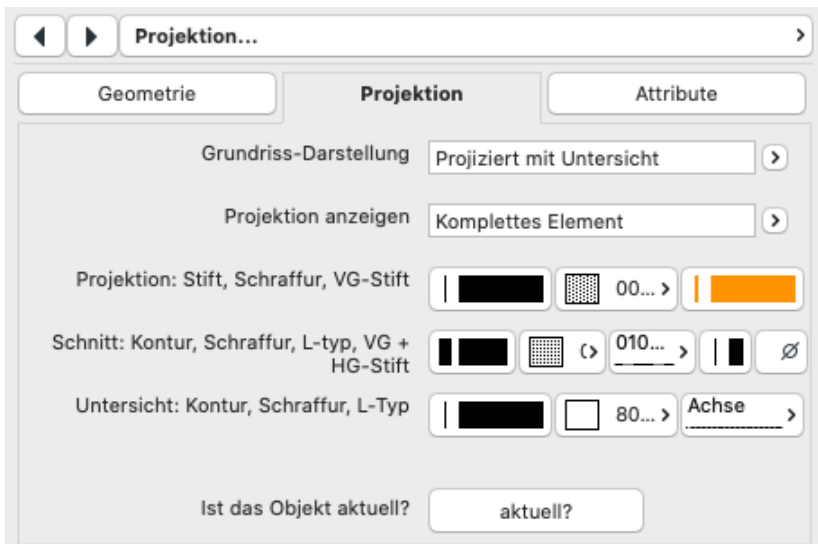 Projektion...
Geometrie
Projektion
Attribute
Grundriss-Darstellung
Projiziert mit Untersicht
Projektion anzeigen
Komplettes Element
Projektion: Stift, Schraffur, VG-Stift
00...
Schnitt: Kontur, Schraffur, L-typ, VG +
HG-Stift
(
010...
Untersicht: Kontur, Schraffur, L-Typ
80...
Achse
Ist das Objekt aktuell?
aktuell?